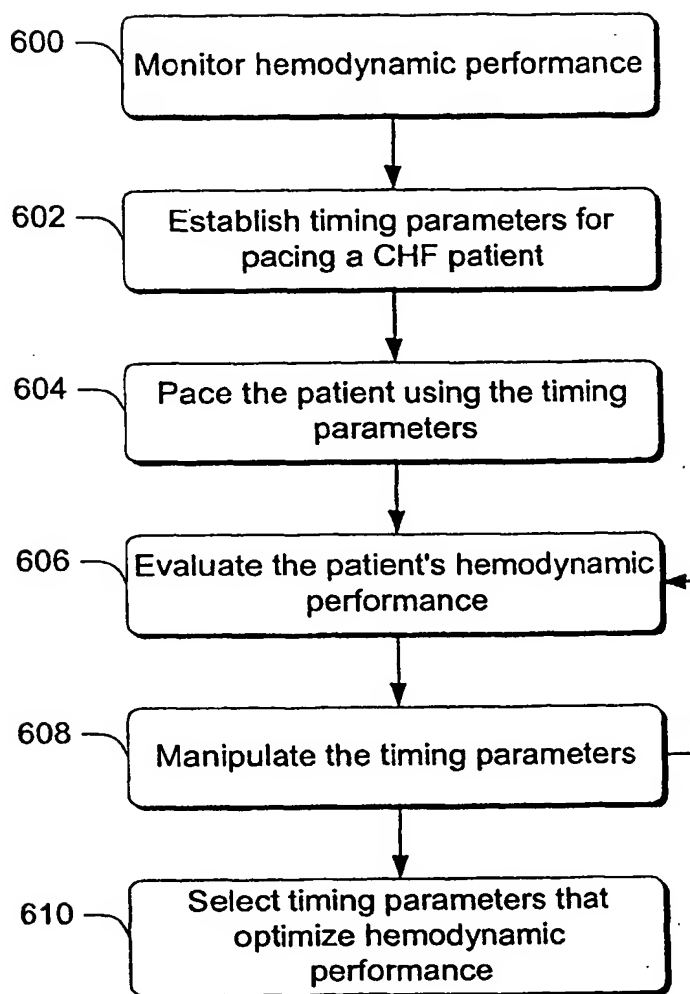 600
Monitor hemodynamic performance
602
Establish timing parameters for
pacing a CHF patient
604
Pace the patient using the timing
parameters
606
Evaluate the patient's hemodynamic
performance
608
Manipulate the timing parameters
610
Select timing parameters that
optimize hemodynamic
performance